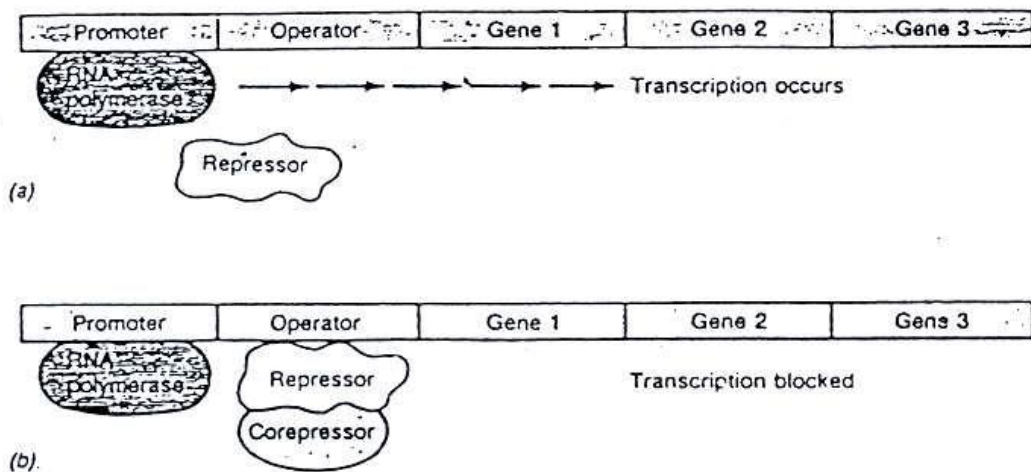 Promoter Operator Gene 1 Gene 2 Gene 3
RNA
polymerase
Transcription occurs
Repressor
(a)
Promoter Operator Gene 1 Gene 2 Gene 3
RNA
polymerase
Repressor
Transcription blocked
Corepressor
(b).